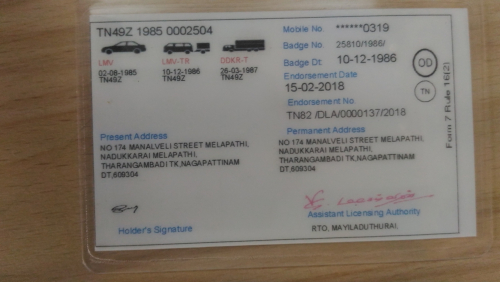 TN49Z 1985 0002504
LMV
02-08-1985
TN49Z
LMV-TR
10-12-1986
TN49Z
ODKR-T
26-03-1987
TN49Z
Mobile No. ******0319
Badge No. 25610/1986/
Badge Dt: 10-12-1986
Endorsement Date
15-02-2018
Endorsement No.
TN82 /DLA/0000137/2018
OD
TN
Form 7 Rule 16(2)
Present Address
NO 174 MANALVELI STREET MELAPATHI,
NADUKKARAI MELAPATHI,
THARANGAMBADI TK,NAGAPATTINAM
DT,609304
Permanent Address
NO 174 MANALVELI STREET MELAPATHI,
NADUKKARAI MELAPATHI,
THARANGAMBADI TK,NAGAPATTINAM
DT,609304
Holder's Signature
Assistant Licensing Authority
RTO, MAYILADUTHURAI.